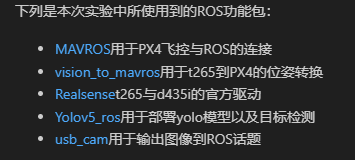 下列是本次实验中所使用到的ROS功能包：
MAVROS用于PX4飞控与ROS的连接
vision_to_mavros用于t265到PX4的位姿转换
Realsenset265与d435i的官方驱动
Yolov5_ros用于部署yolo模型以及目标检测
usb_cam用于输出图像到ROS话题